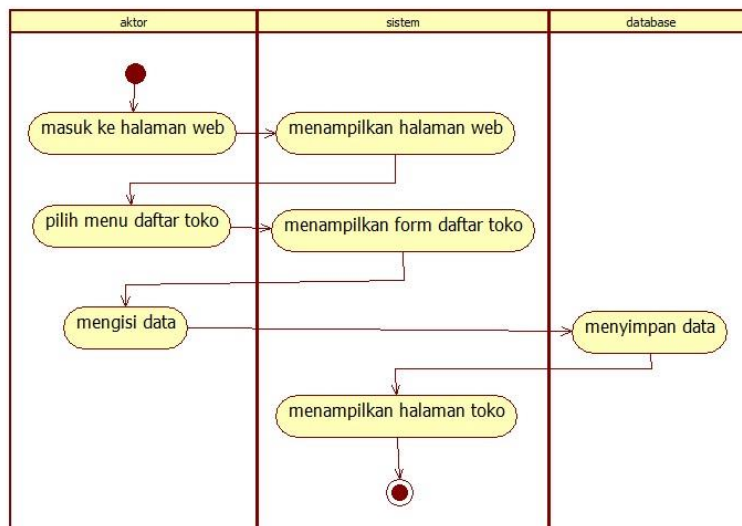 aktor
sistem
database
masuk ke halaman web
menampilkan halaman web
pilih menu daftar toko
menampilkan form daftar toko
mengisi data
menyimpan data
menampilkan halaman toko